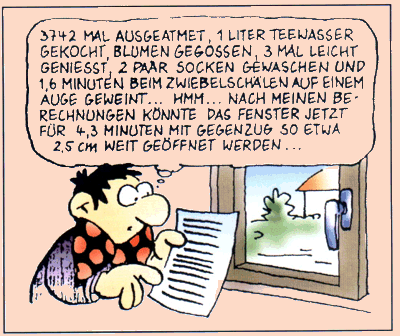 3742 MAL AUSGEATMET, 1 LITER TEEWASSER
GEKOCHT, BLUMEN GEGOSSEN, 3 MAL LEICHT
GENIESST, 2 PAAR SOCKEN GEWASCHEN UND
1,6 MINUTEN BEIM ZWIEBELSCHÄLEN AUF EINEM
AUGE GEWEINT... HMM... NACH MEINEN BE-
RECHNUNGEN KÖNNTE DAS FENSTER JETZT
FÜR 4,3 MINUTEN MIT GEGENZUG SO ETWA
2,5 cm WEIT GEÖFFNET WERDEN...